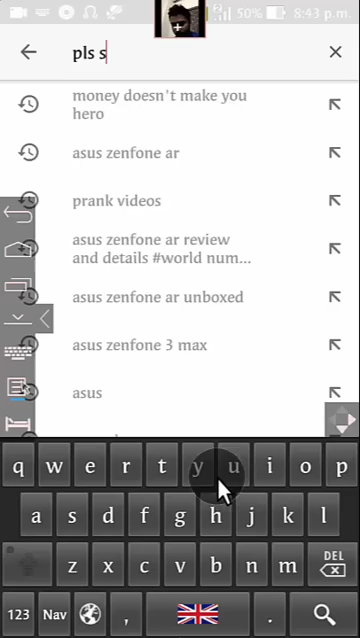 50% 8:43 p.m.
pls s
money doesn't make you
hero
asus zenfone ar
prank videos
asus zenfone ar review
and details #world num...
asus zenfone ar unboxed
asus zenfone 3 max
asus
q w e r t y u i o p
a s d f g h j k l
z x c v b n m DEL
123 Nav , .